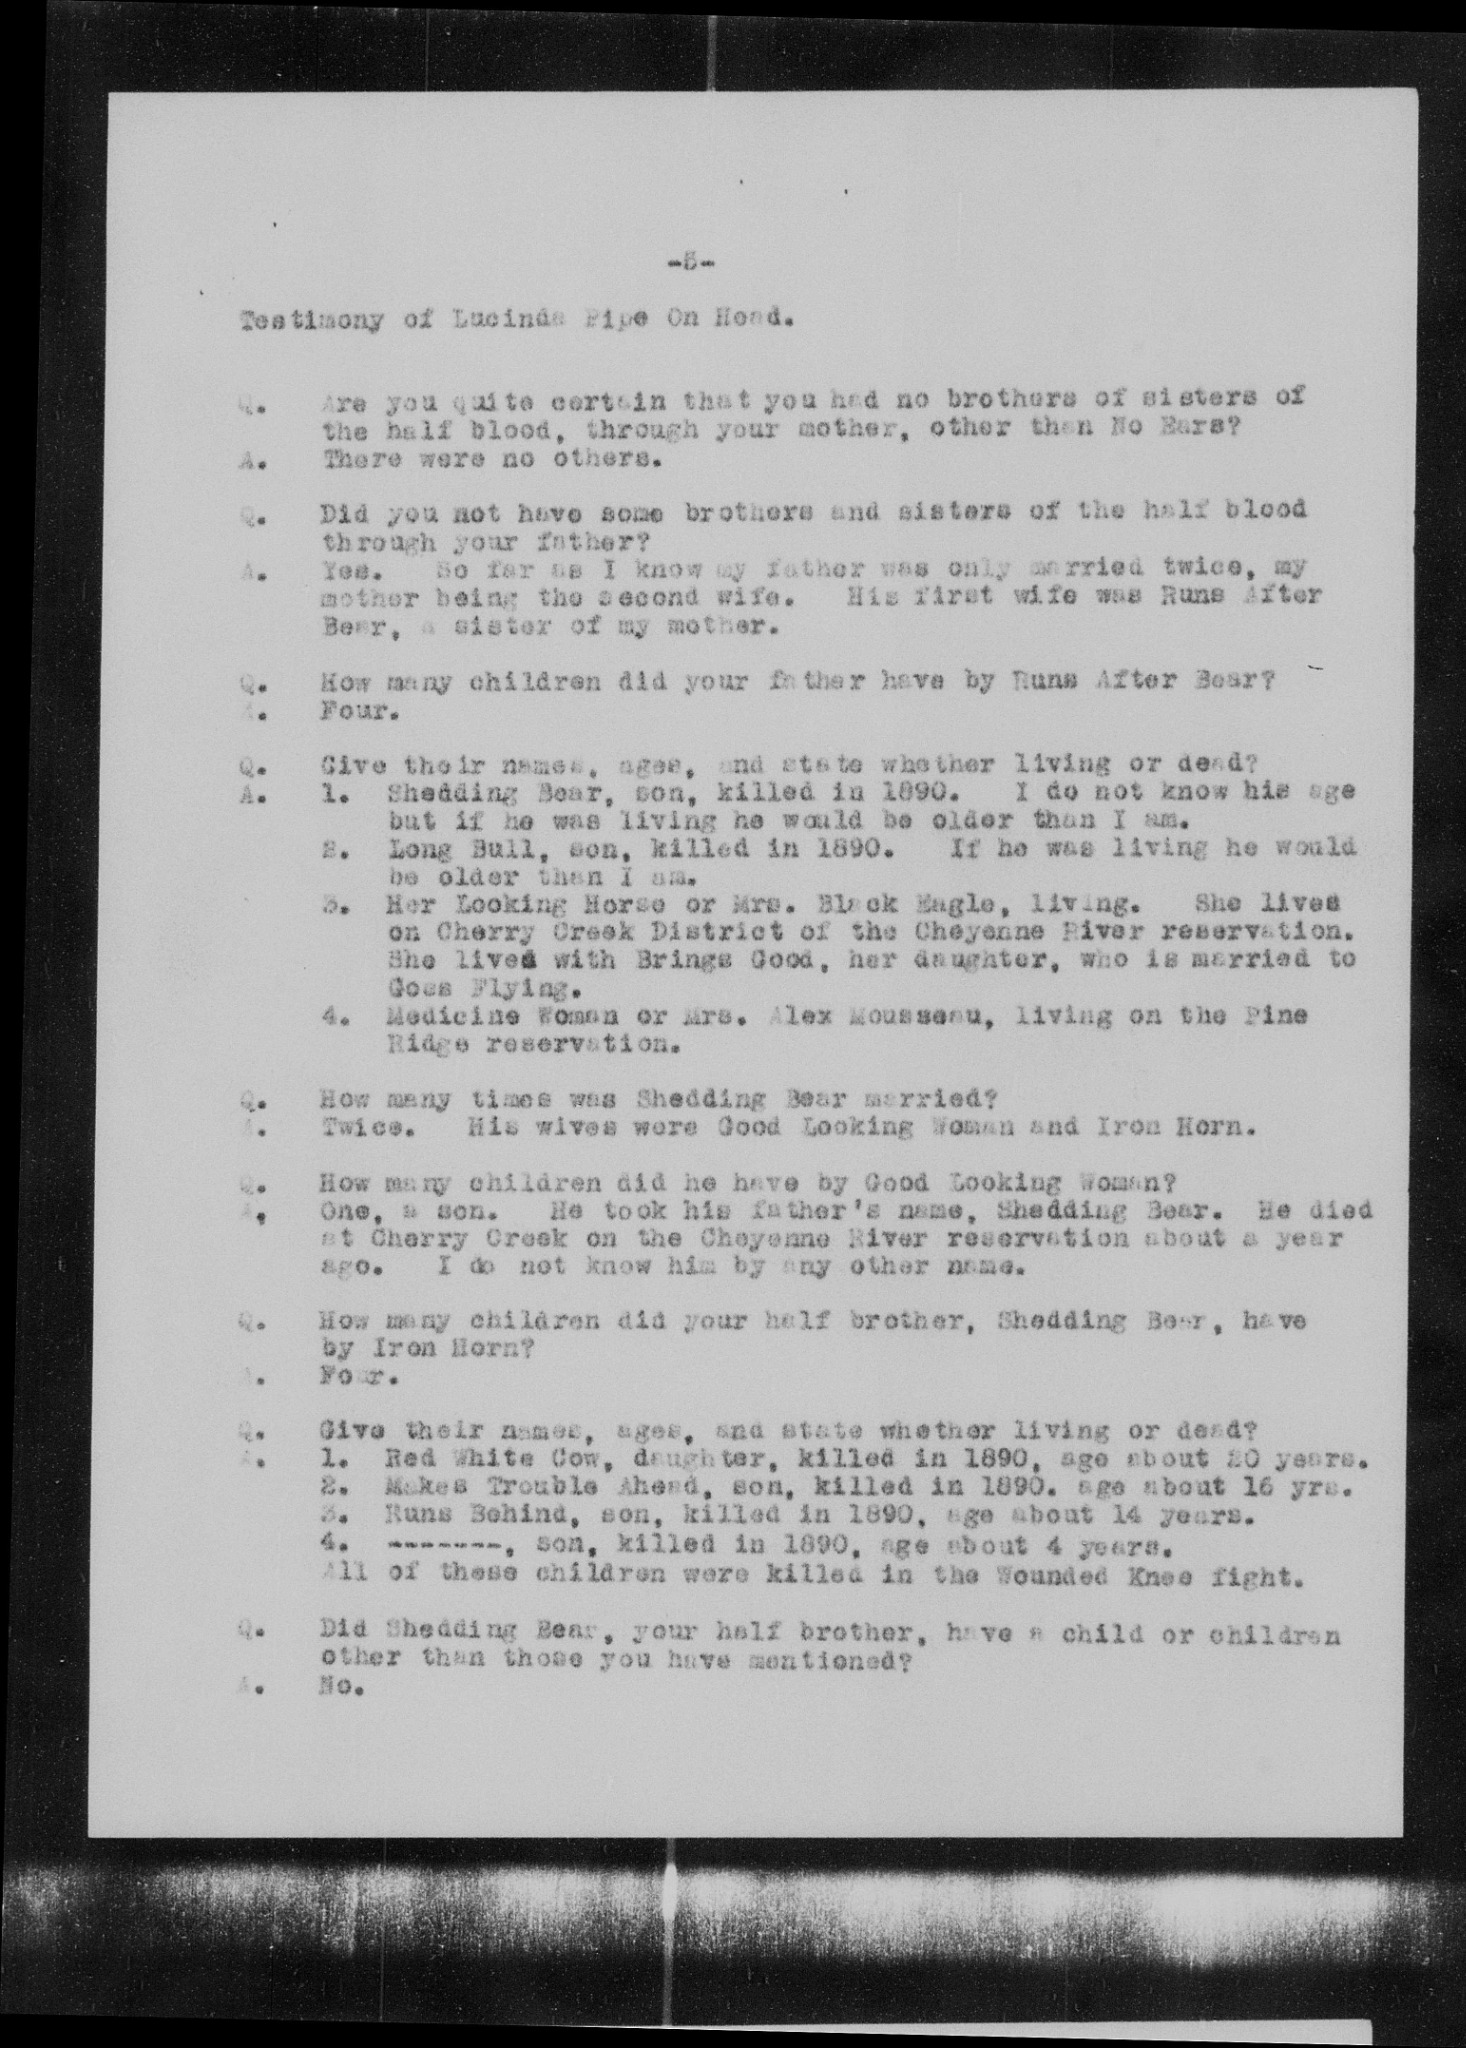 -5-
Testimony of Lucinda Pipe On Head.
Q. Are you quite certain that you had no brothers of sisters of
the half blood, through your mother, other than No Ears?
A. There were no others.
Q. Did you not have some brothers and sisters of the half blood
through your father?
A. Yes. So far as I know my father was only married twice, my
mother being the second wife. His first wife was Runs After
Bear, a sister of my mother.
Q. How many children did your father have by Runs After Bear?
A. Four.
Q. Give their names, ages, and state whether living or dead?
A. 1. Shedding Bear, son, killed in 1890. I do not know his age
but if he was living he would be older than I am.
2. Long Bull, son, killed in 1890. If he was living he would
be older than I am.
3. Her Looking Horse or Mrs. Black Eagle, living. She lives
on Cherry Creek District of the Cheyenne River reservation.
She lives with Brings Good, her daughter, who is married to
Goes Flying.
4. Medicine Woman or Mrs. Alex Mousseau, living on the Pine
Ridge reservation.
Q. How many times was Shedding Bear married?
A. Twice. His wives were Good Looking Woman and Iron Horn.
Q. How many children did he have by Good Looking Woman?
A, One, a son. He took his father's name, Shedding Bear. He died
at Cherry Creek on the Cheyenne River reservation about a year
ago. I do not know him by any other name.
Q. How many children did your half brother, Shedding Bear, have
by Iron Horn?
A. Four.
Q. Give their names, ages, and state whether living or dead?
A. 1. Red White Cow, daughter, killed in 1890, age about 20 years.
2. Makes Trouble Ahead, son, killed in 1890. age about 16 yrs.
3. Runs Behind, son, killed in 1890, age about 14 years.
4. -------, son, killed in 1890, age about 4 years.
All of these children were killed in the Wounded Knee fight.
Q. Did Shedding Bear, your half brother, have a child or children
other than those you have mentioned?
A. No.